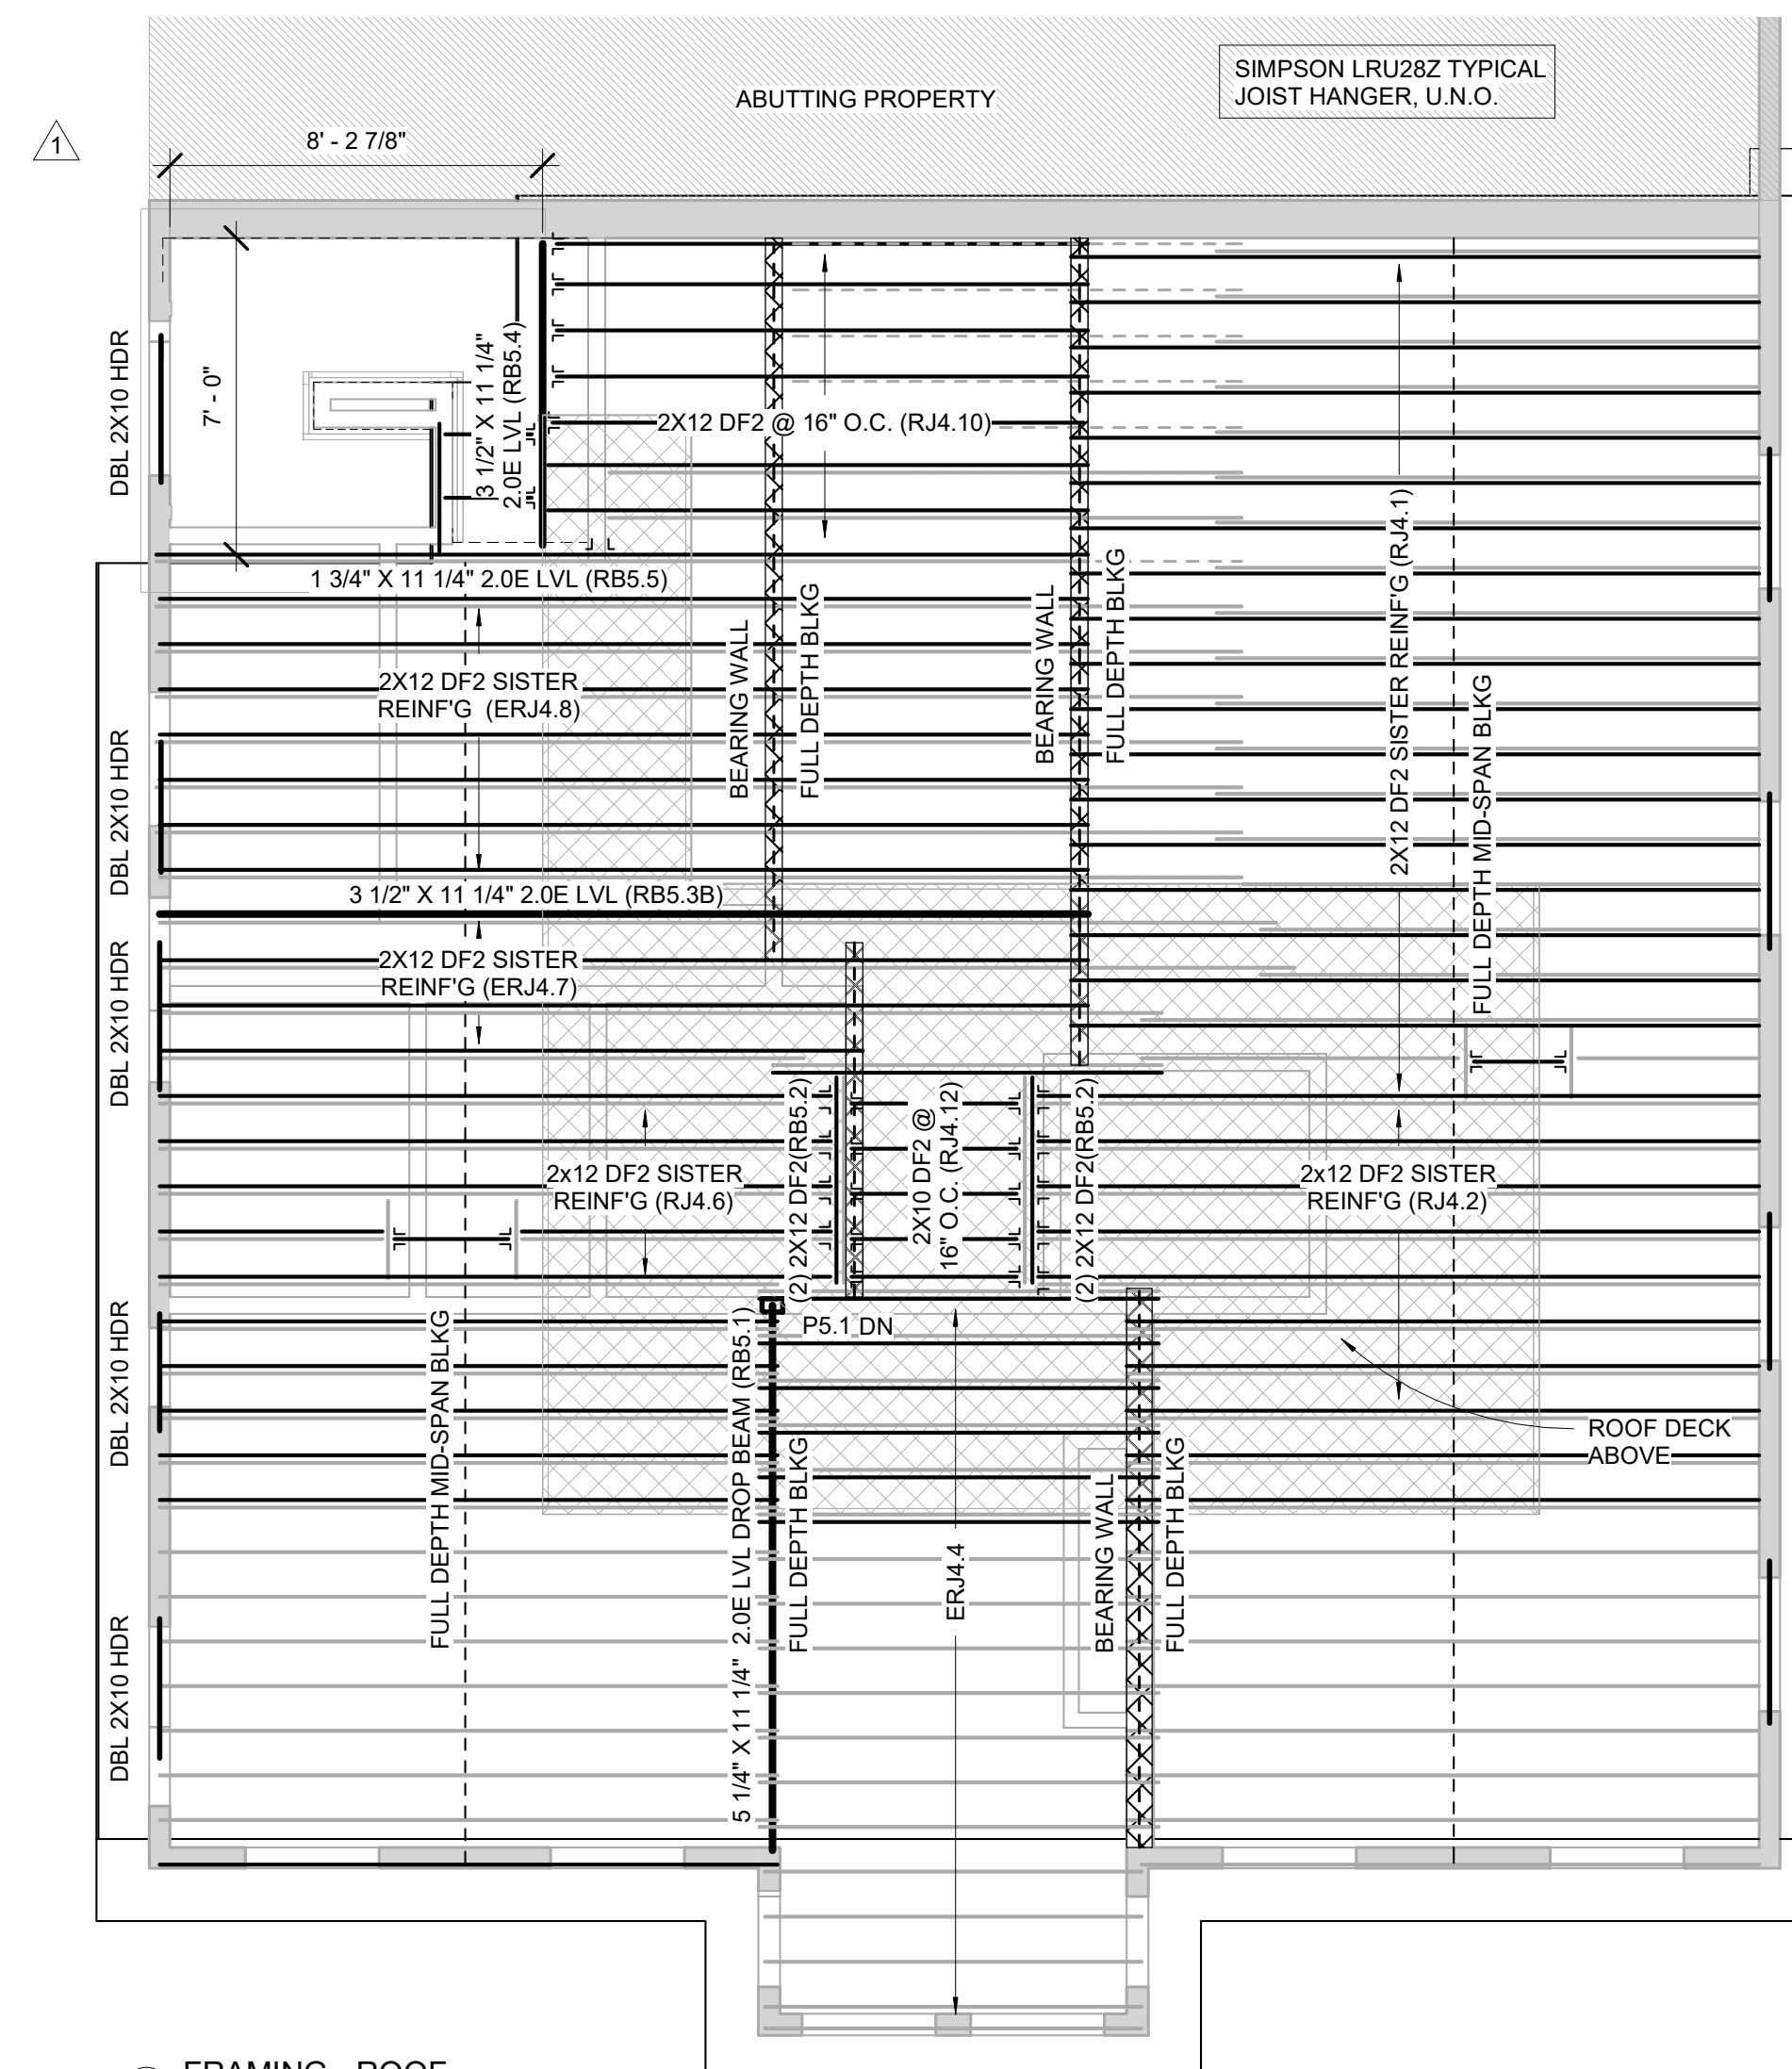 SIMPSON LRU28Z TYPICAL
JOIST HANGER, U.N.O.
ABUTTING PROPERTY
1
8' - 2 7/8"
7' - 0"
DBL 2X10 HDR
3 1/2" X 11 1/4"
2.0E LVL (RB5.4)
2X12 DF2 @ 16" O.C. (RJ4.10)
1 3/4" X 11 1/4" 2.0E LVL (RB5.5)
2X12 DF2 SISTER
REINF'G (ERJ4.8)
BEARING WALL
FULL DEPTH BLKG
BEARING WALL
FULL DEPTH BLKG
2X12 DF2 SISTER REINF'G (RJ4.1)
FULL DEPTH MID-SPAN BLKG
DBL 2X10 HDR
3 1/2" X 11 1/4" 2.0E LVL (RB5.3B)
2X12 DF2 SISTER
REINF'G (ERJ4.7)
DBL 2X10 HDR
2x12 DF2 SISTER
REINF'G (RJ4.6)
(2) 2X12 DF2(RB5.2)
2X10 DF2 @
16" O.C. (RJ4.12)
(2) 2X12 DF2(RB5.2)
2x12 DF2 SISTER
REINF'G (RJ4.2)
P5.1 DN
DBL 2X10 HDR
FULL DEPTH MID-SPAN BLKG
5 1/4" X 11 1/4" 2.0E LVL DROP BEAM (RB5.1)
FULL DEPTH BLKG
ERJ4.4
BEARING WALL
FULL DEPTH BLKG
ROOF DECK
ABOVE
DBL 2X10 HDR
FRAMING - ROOF